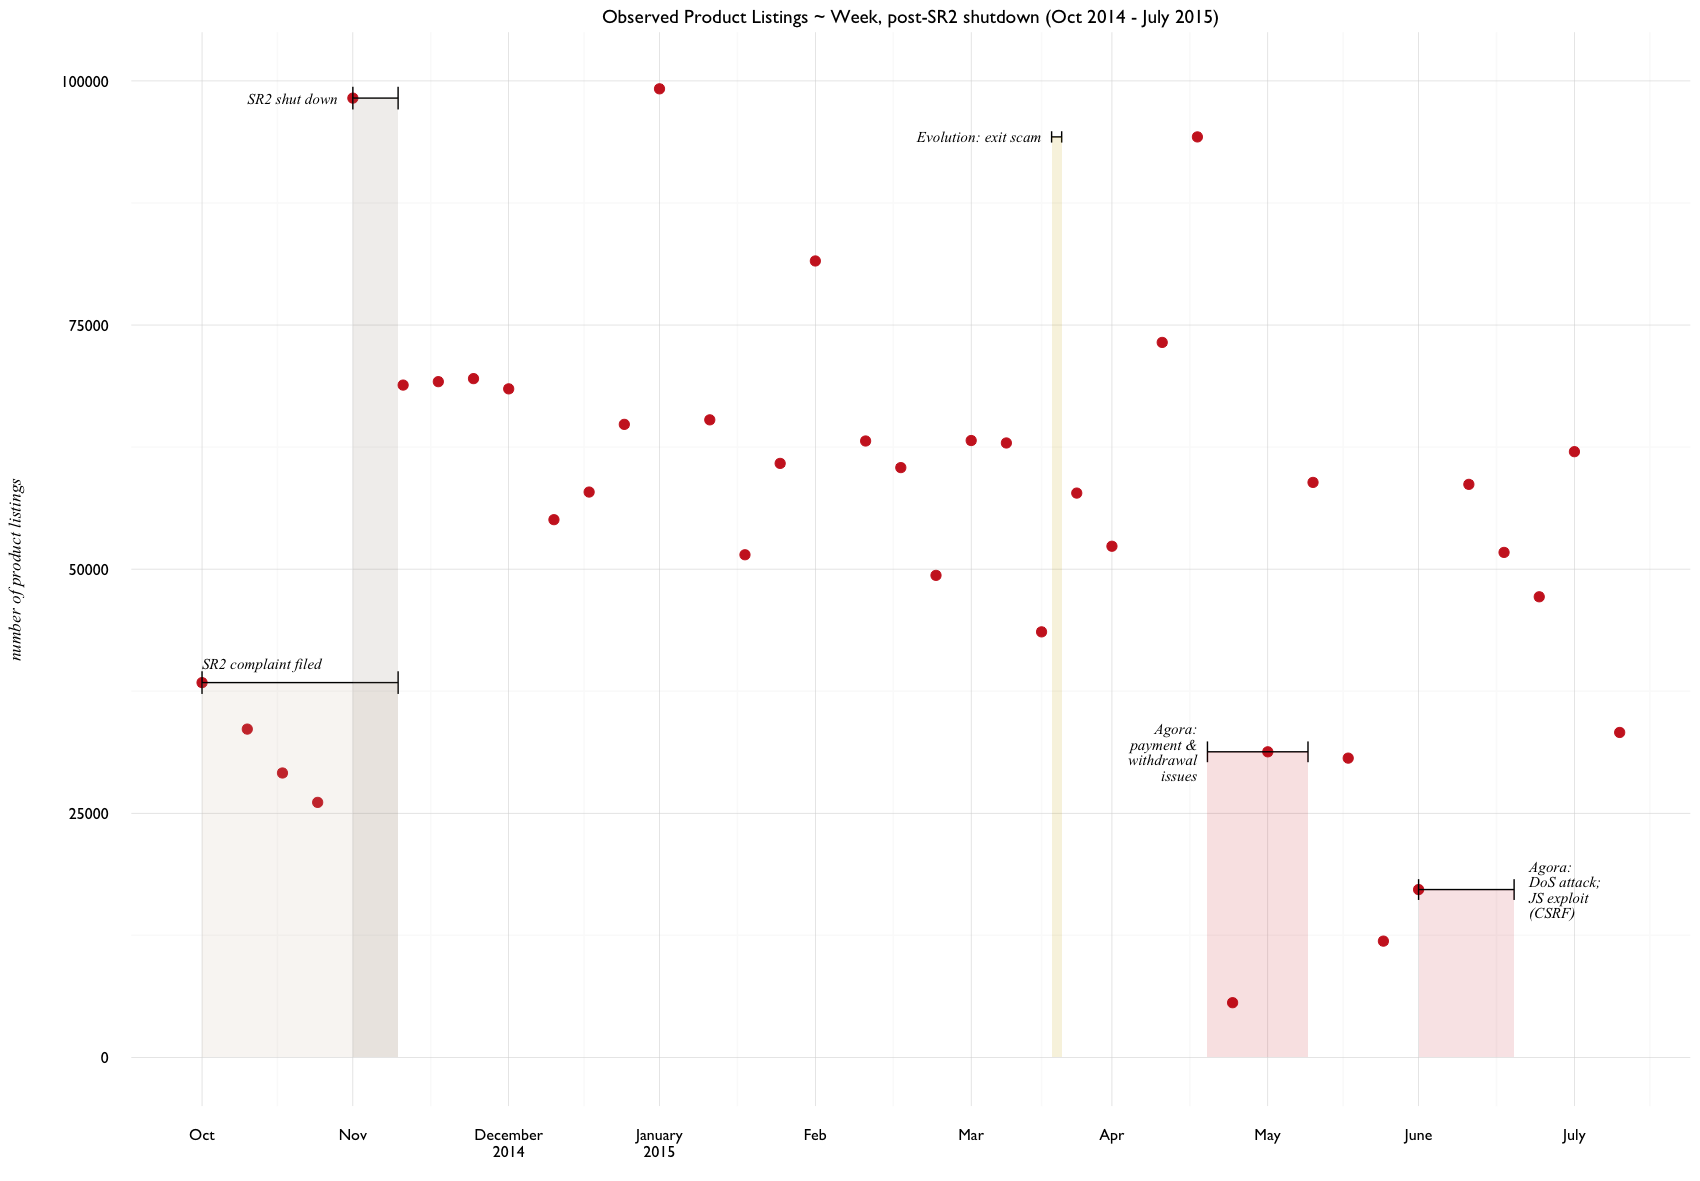 Observed Product Listings ~ Week, post-SR2 shutdown (Oct 2014 - July 2015)
100000
75000
50000
25000
0
number of product listings
SR2 shut down
Evolution: exit scam
SR2 complaint filed
Agora:
payment &
withdrawal
issues
Agora:
DoS attack;
JS exploit
(CSRF)
Oct
Nov
December
2014
January
2015
Feb
Mar
Apr
May
June
July